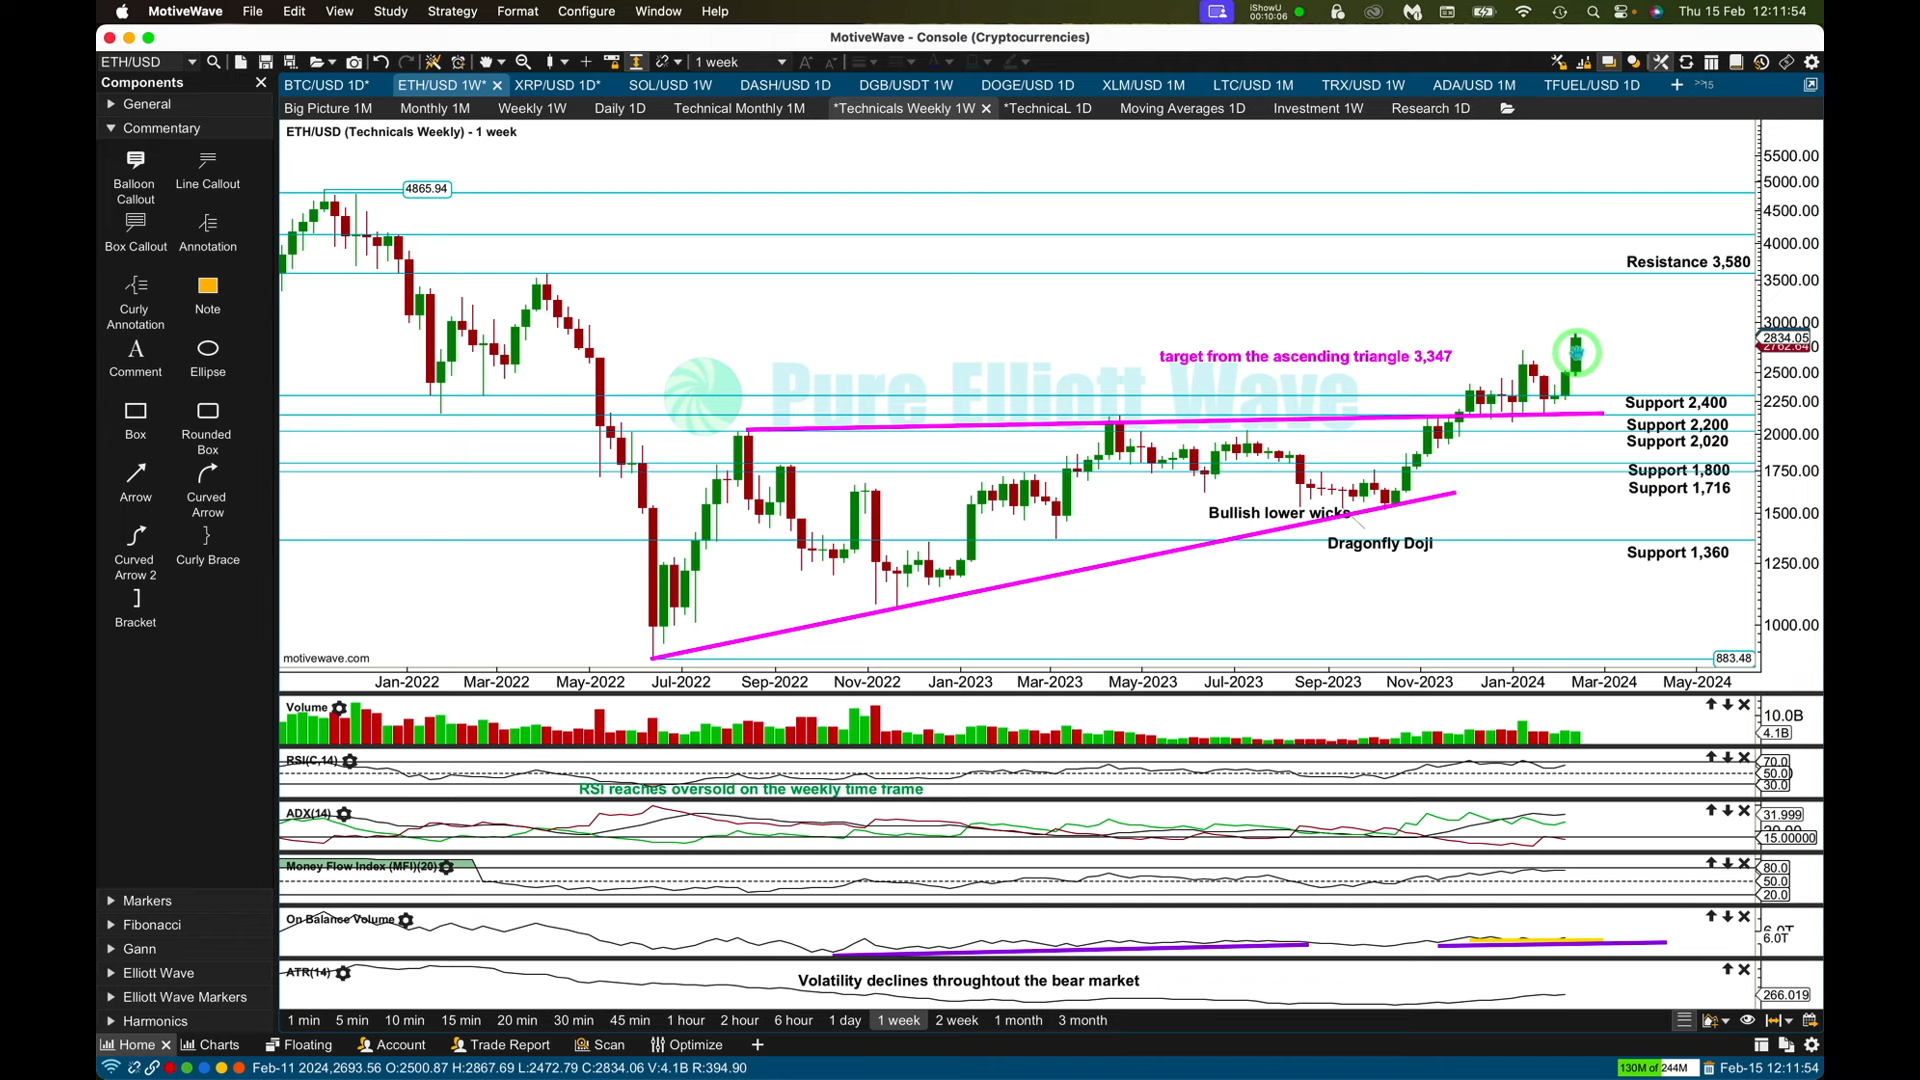 MotiveWave File Edit View Study Strategy Format Configure Window Help iShowU 00:10:06 Thu 15 Feb 12:11:54
MotiveWave - Console (Cryptocurrencies)
ETH/USD 1 week
Components
BTC/USD 1D* ETH/USD 1W* XRP/USD 1D* SOL/USD 1W DASH/USD 1D DGB/USDT 1W DOGE/USD 1D XLM/USD 1M LTC/USD 1M TRX/USD 1W ADA/USD 1M TFUEL/USD 1D + >>15
General
Big Picture 1M Monthly 1M Weekly 1W Daily 1D Technical Monthly 1M *Technicals Weekly 1W *TechnicaL 1D Moving Averages 1D Investment 1W Research 1D
Commentary
ETH/USD (Technicals Weekly) - 1 week
Balloon Callout
Line Callout
Box Callout
Annotation
Curly Annotation
Note
Comment
Ellipse
Box
Rounded Box
Arrow
Curved Arrow
Curved Arrow 2
Curly Brace
Bracket
Markers
Fibonacci
Gann
Elliott Wave
Elliott Wave Markers
Harmonics
4865.94
Resistance 3,580
target from the ascending triangle 3,347
Pure Elliott Wave
Support 2,400
Support 2,200
Support 2,020
Support 1,800
Support 1,716
Bullish lower wicks
Dragonfly Doji
Support 1,360
motivewave.com
883.48
5500.00
5000.00
4500.00
4000.00
3500.00
3000.00
2834.05
2500.00
2250.00
2000.00
1750.00
1500.00
1250.00
1000.00
Jan-2022 Mar-2022 May-2022 Jul-2022 Sep-2022 Nov-2022 Jan-2023 Mar-2023 May-2023 Jul-2023 Sep-2023 Nov-2023 Jan-2024 Mar-2024 May-2024
Volume
10.0B
4.1B
RSI(C,14)
70.0
50.0
30.0
RSI reaches oversold on the weekly time frame
ADX(14)
31.999
15.00000
Money Flow Index (MFI)(20)
80.0
50.0
20.0
On Balance Volume
6.0T
ATR(14)
Volatility declines throughtout the bear market
266.019
1 min 5 min 10 min 15 min 20 min 30 min 45 min 1 hour 2 hour 6 hour 1 day 1 week 2 week 1 month 3 month
Home Charts Floating Account Trade Report Scan Optimize +
Feb-11 2024,2693.56 O:2500.87 H:2867.69 L:2472.79 C:2834.06 V:4.1B R:394.90 130M of 244M Feb-15 12:11:54